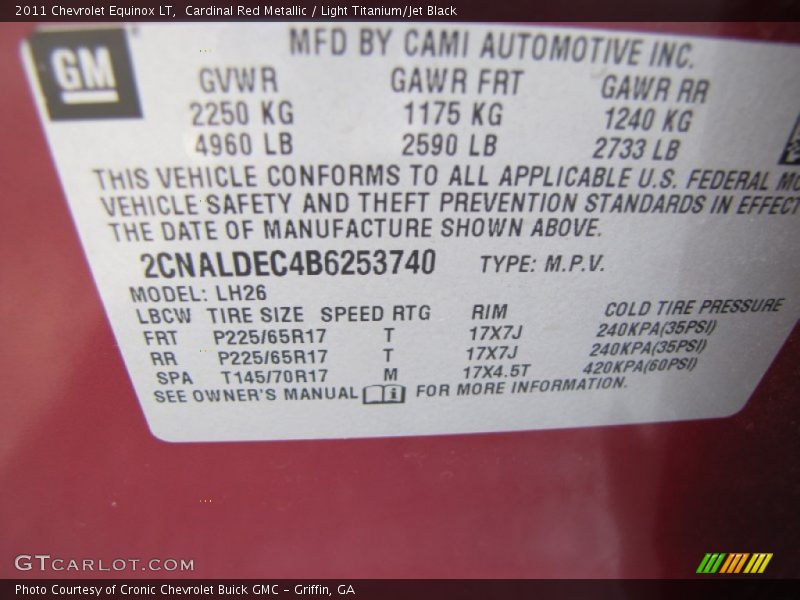 2011 Chevrolet Equinox LT, Cardinal Red Metallic / Light Titanium/Jet Black
GM
MFD BY CAMI AUTOMOTIVE INC.
GVWR GAWR FRT GAWR RR
2250 KG 1175 KG 1240 KG
4960 LB 2590 LB 2733 LB
THIS VEHICLE CONFORMS TO ALL APPLICABLE U.S. FEDERAL MO
VEHICLE SAFETY AND THEFT PREVENTION STANDARDS IN EFFECT
THE DATE OF MANUFACTURE SHOWN ABOVE.
2CNALDEC4B6253740 TYPE: M.P.V.
MODEL: LH26
LBCW TIRE SIZE SPEED RTG RIM COLD TIRE PRESSURE
FRT P225/65R17 T 17X7J 240KPA(35PSI)
RR P225/65R17 T 17X7J 240KPA(35PSI)
SPA T145/70R17 M 17X4.5T 420KPA(60PSI)
SEE OWNER'S MANUAL i FOR MORE INFORMATION.
GTCARLOT.COM
Photo Courtesy of Cronic Chevrolet Buick GMC – Griffin, GA